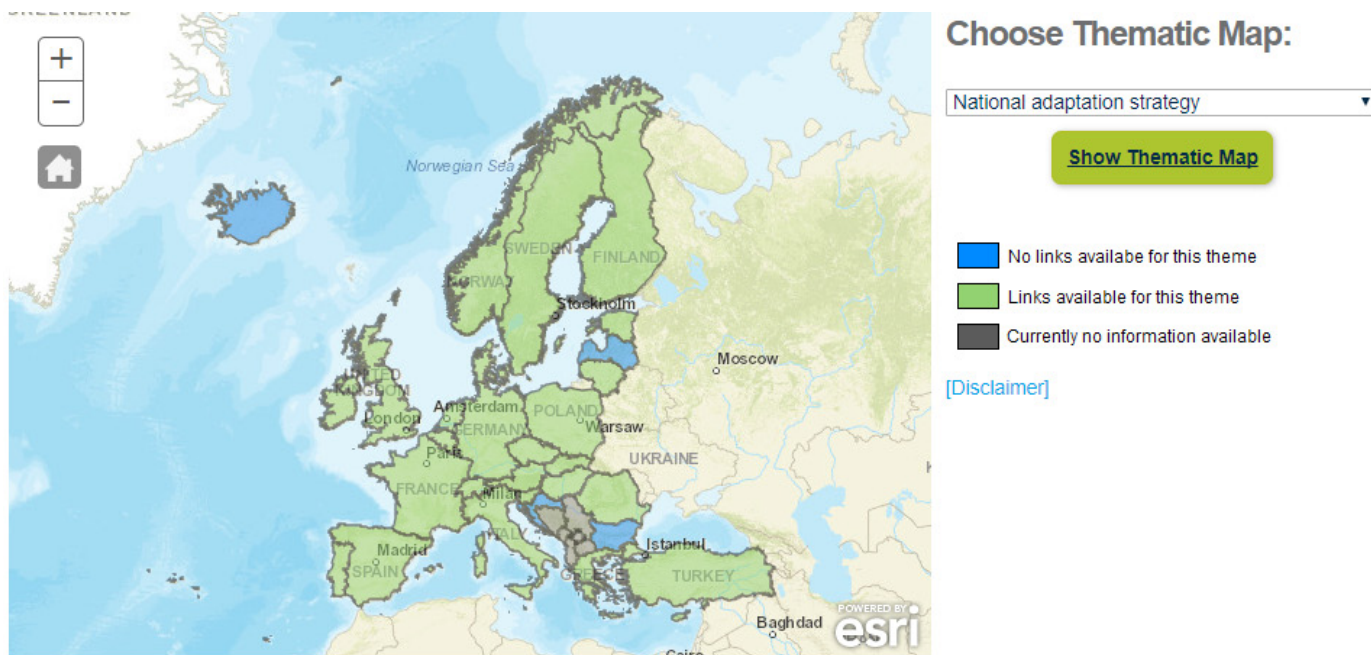 GREENLAND
+
−
Norwegian Sea
SWEDEN
FINLAND
NORWAY
Stockholm
Moscow
UNITED
KINGDOM
London
Amsterdam
POLAND
GERMANY
Warsaw
Paris
UKRAINE
FRANCE
Milan
ITALY
Istanbul
Madrid
SPAIN
GREECE
TURKEY
POWERED BY
esri
Baghdad
Cairo
Choose Thematic Map:
National adaptation strategy
Show Thematic Map
No links availabe for this theme
Links available for this theme
Currently no information available
[Disclaimer]